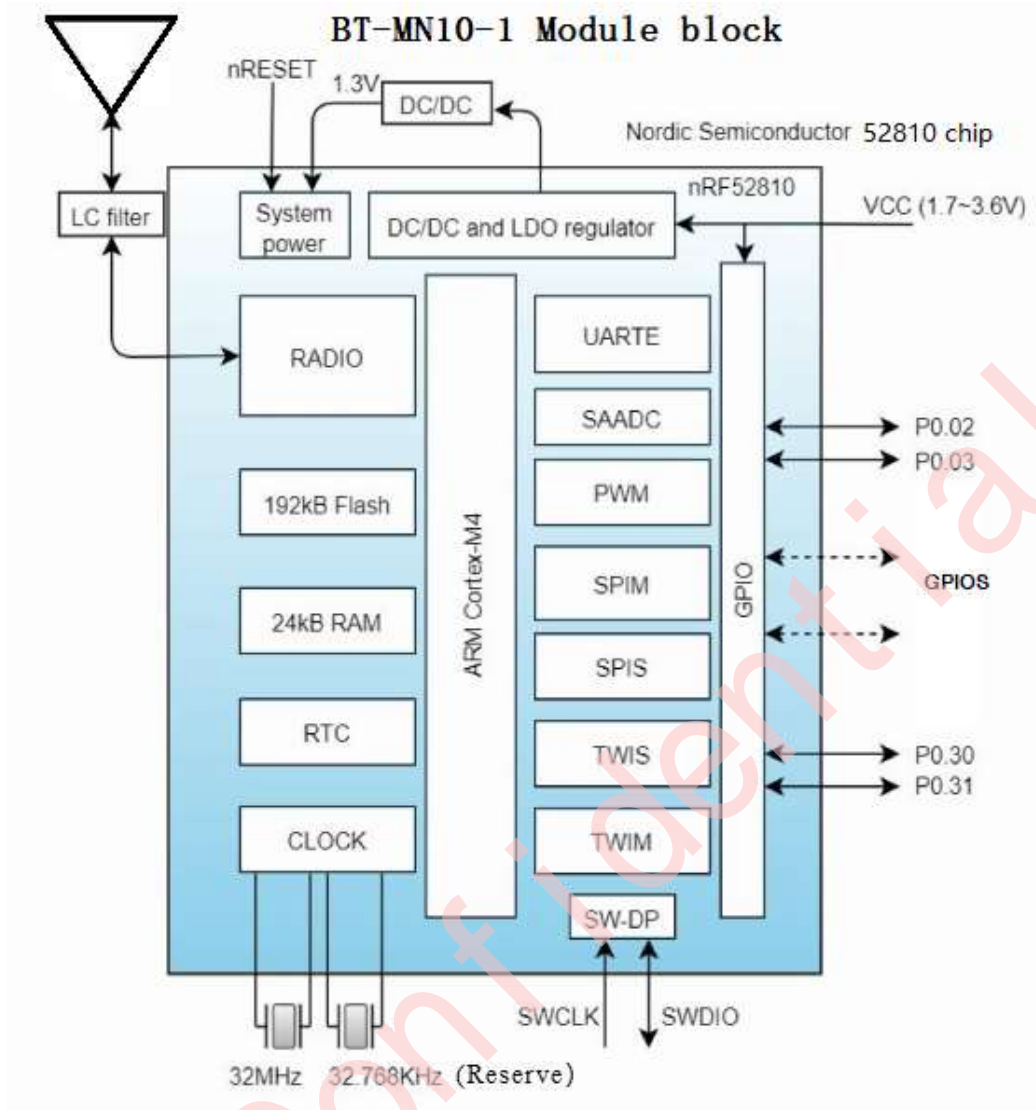 BT-MN10-1 Module block
nRESET
1.3V
DC/DC
Nordic Semiconductor 52810 chip
nRF52810
LC filter
System
power
DC/DC and LDO regulator
VCC (1.7~3.6V)
RADIO
192kB Flash
24kB RAM
RTC
CLOCK
ARM Cortex-M4
UARTE
SAADC
PWM
SPIM
SPIS
TWIS
TWIM
SW-DP
GPIO
P0.02
P0.03
GPIOS
P0.30
P0.31
SWCLK
SWDIO
32MHz
32.768KHz (Reserve)
Confidential